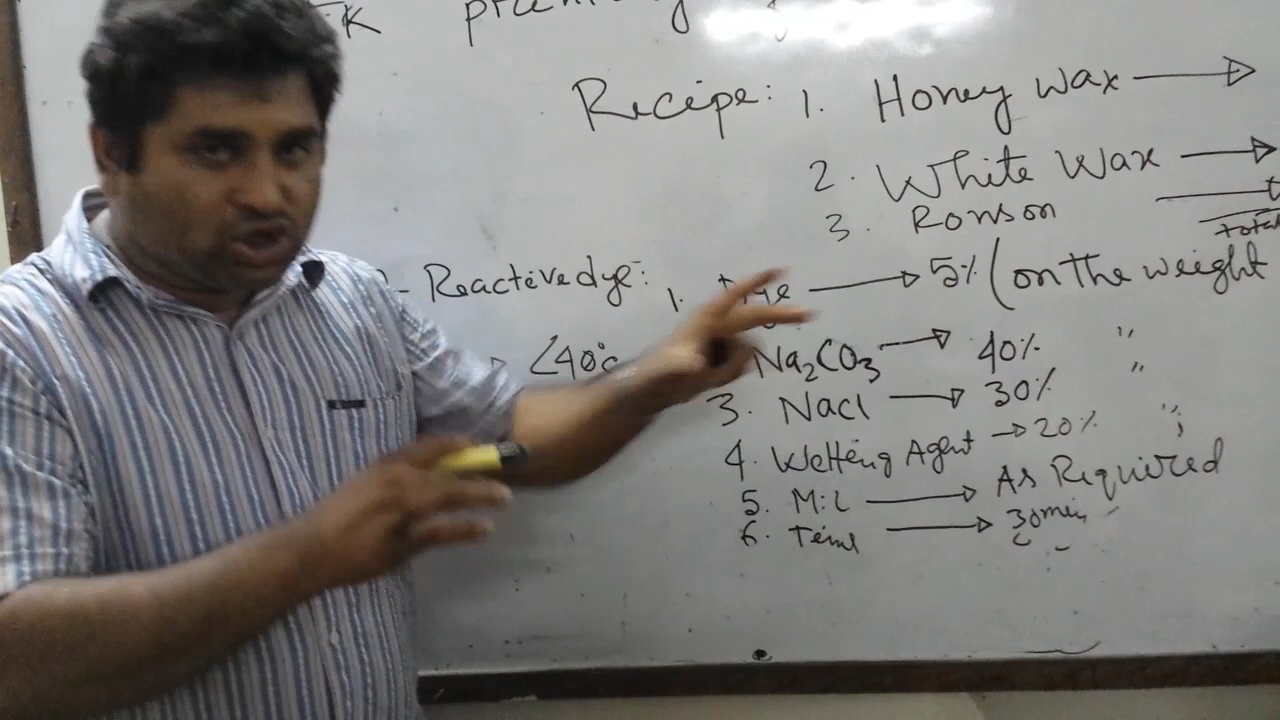 Recipe: 1. Honey Wax →
2. White Wax →
3. Ronson
total
Reactive dye: 1. Dye → 5% (on the weight
<40°c
Na₂CO₃ → 40% "
3. Nacl → 30% "
4. Wetting Agent → 20% "
5. M:L → As Required
6. Time → 30min